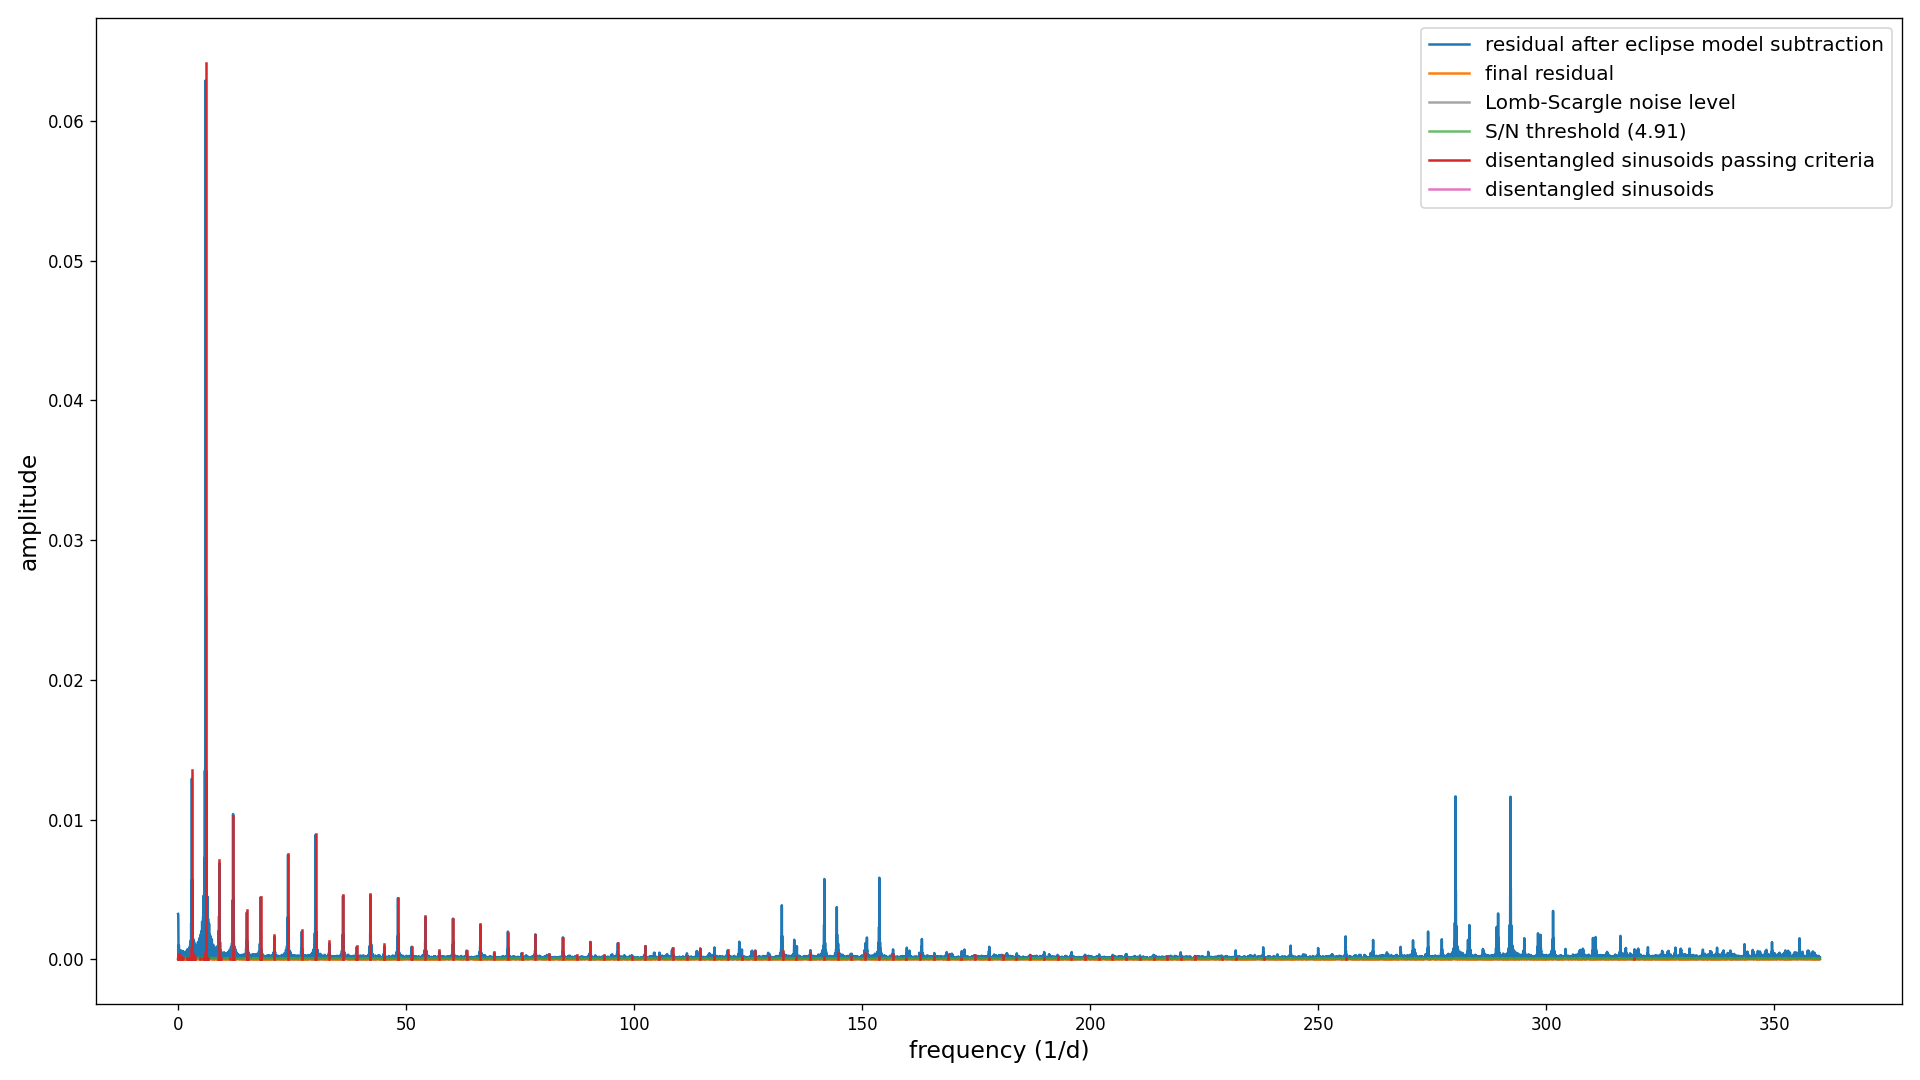 residual after eclipse model subtraction
final residual
Lomb-Scargle noise level
S/N threshold (4.91)
disentangled sinusoids passing criteria
disentangled sinusoids
amplitude
0.06
0.05
0.04
0.03
0.02
0.01
0.00
0 50 100 150 200 250 300 350
frequency (1/d)